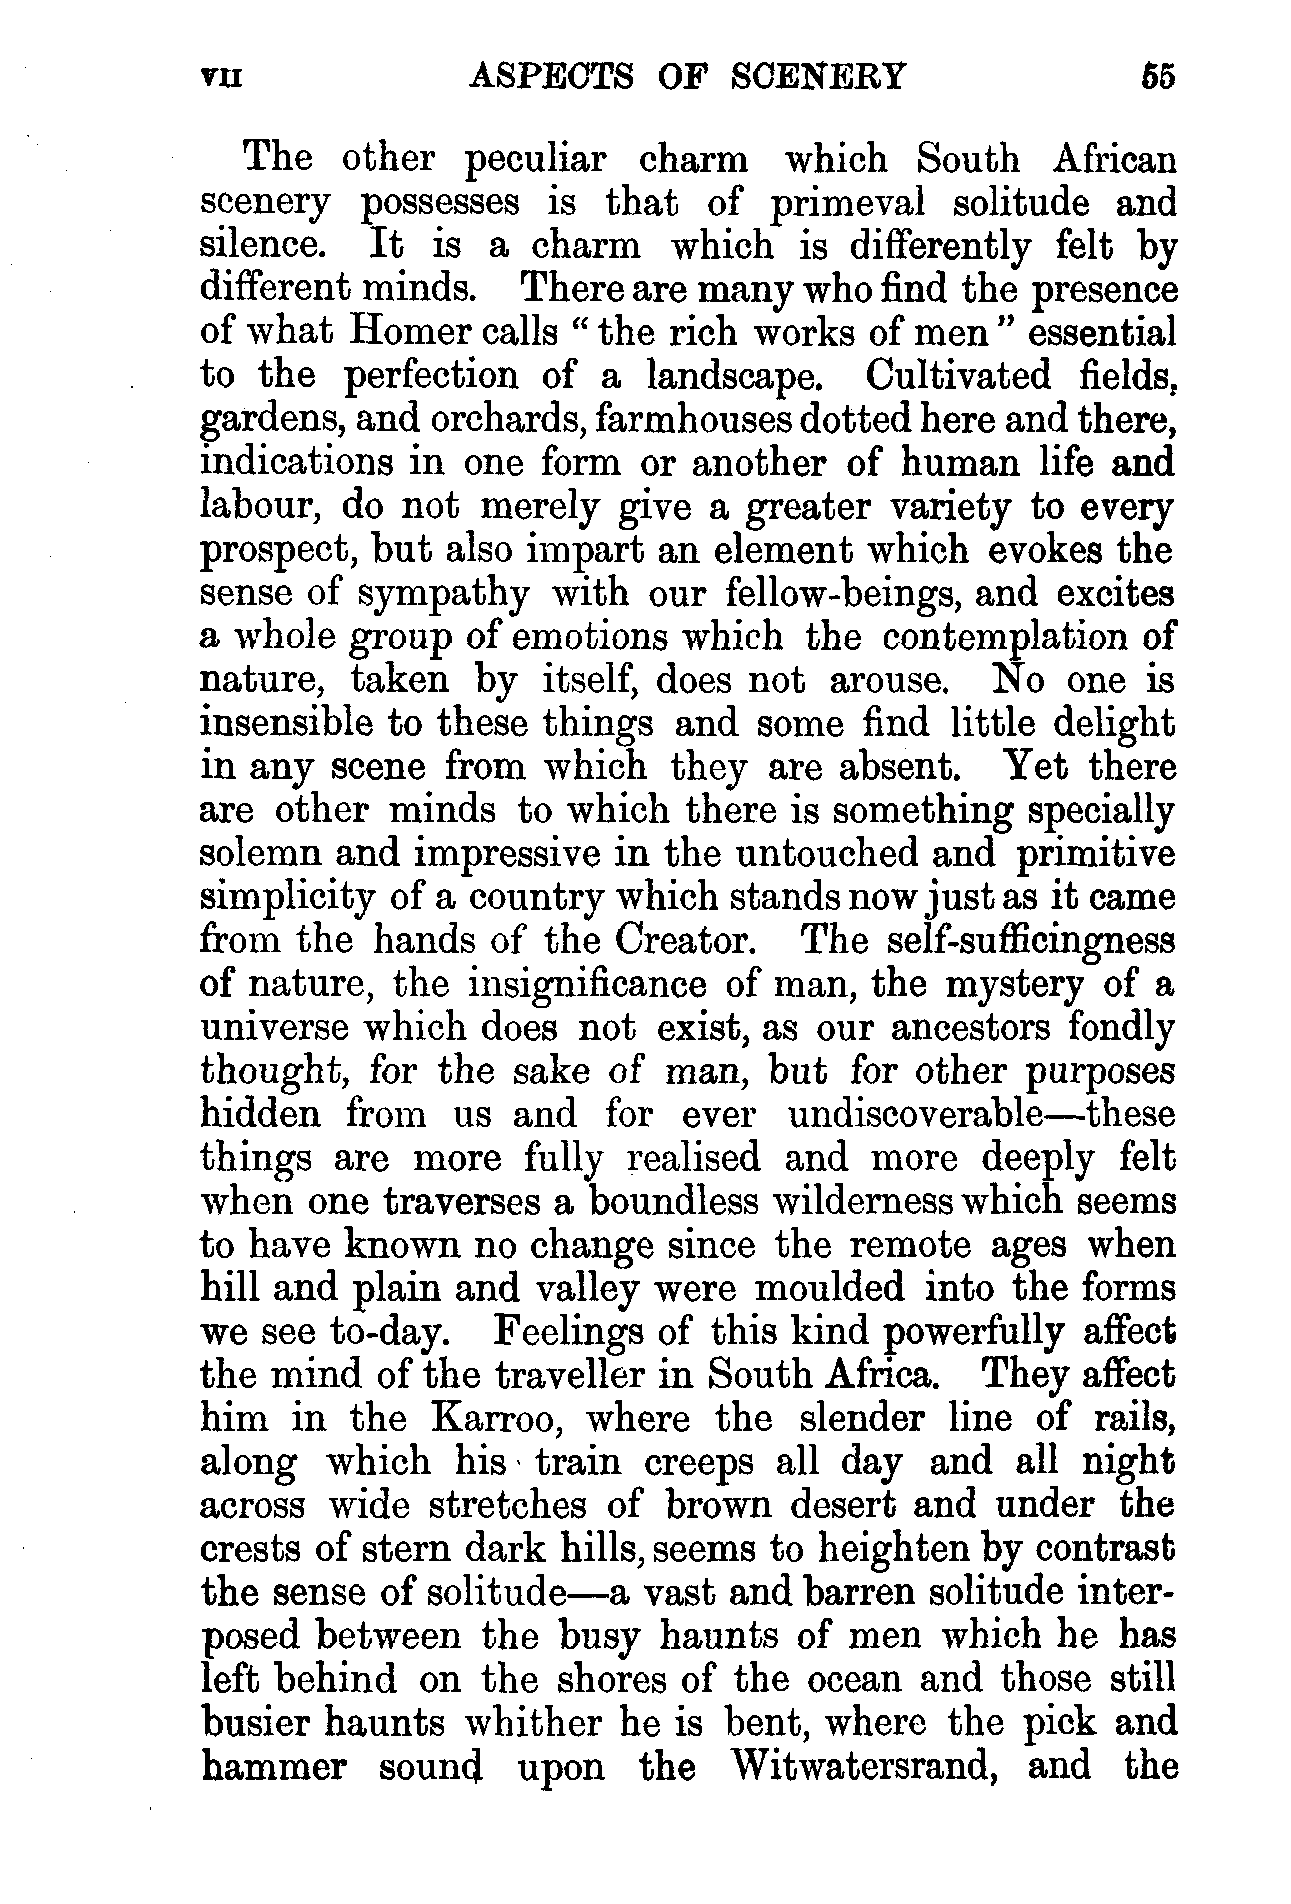 VII ASPECTS OF SCENERY 55
The other peculiar charm which South African
scenery possesses is that of primeval solitude and
silence. It is a charm which is differently felt by
different minds. There are many who find the presence
of what Homer calls “the rich works of men” essential
to the perfection of a landscape. Cultivated fields,
gardens, and orchards, farmhouses dotted here and there,
indications in one form or another of human life and
labour, do not merely give a greater variety to every
prospect, but also impart an element which evokes the
sense of sympathy with our fellow-beings, and excites
a whole group of emotions which the contemplation of
nature, taken by itself, does not arouse. No one is
insensible to these things and some find little delight
in any scene from which they are absent. Yet there
are other minds to which there is something specially
solemn and impressive in the untouched and primitive
simplicity of a country which stands now just as it came
from the hands of the Creator. The self-sufficingness
of nature, the insignificance of man, the mystery of a
universe which does not exist, as our ancestors fondly
thought, for the sake of man, but for other purposes
hidden from us and for ever undiscoverable—these
things are more fully realised and more deeply felt
when one traverses a boundless wilderness which seems
to have known no change since the remote ages when
hill and plain and valley were moulded into the forms
we see to-day. Feelings of this kind powerfully affect
the mind of the traveller in South Africa. They affect
him in the Karroo, where the slender line of rails,
along which his train creeps all day and all night
across wide stretches of brown desert and under the
crests of stern dark hills, seems to heighten by contrast
the sense of solitude—a vast and barren solitude inter-
posed between the busy haunts of men which he has
left behind on the shores of the ocean and those still
busier haunts whither he is bent, where the pick and
hammer sound upon the Witwatersrand, and the